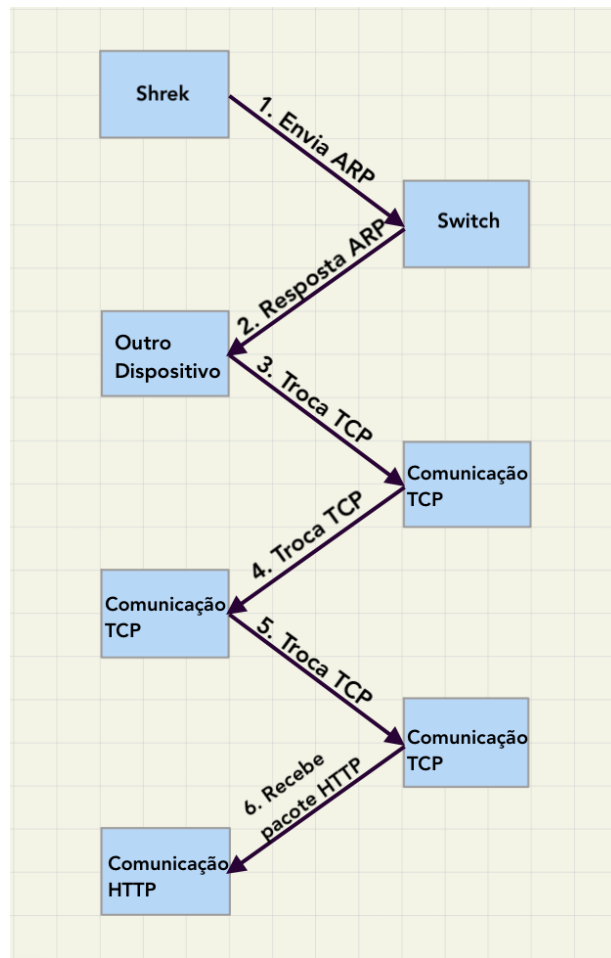 Shrek
1. Envia ARP
Switch
2. Resposta ARP
Outro
Dispositivo
3. Troca TCP
Comunicação
TCP
4. Troca TCP
Comunicação
TCP
5. Troca TCP
Comunicação
TCP
6. Recebe
pacote HTTP
Comunicação
HTTP